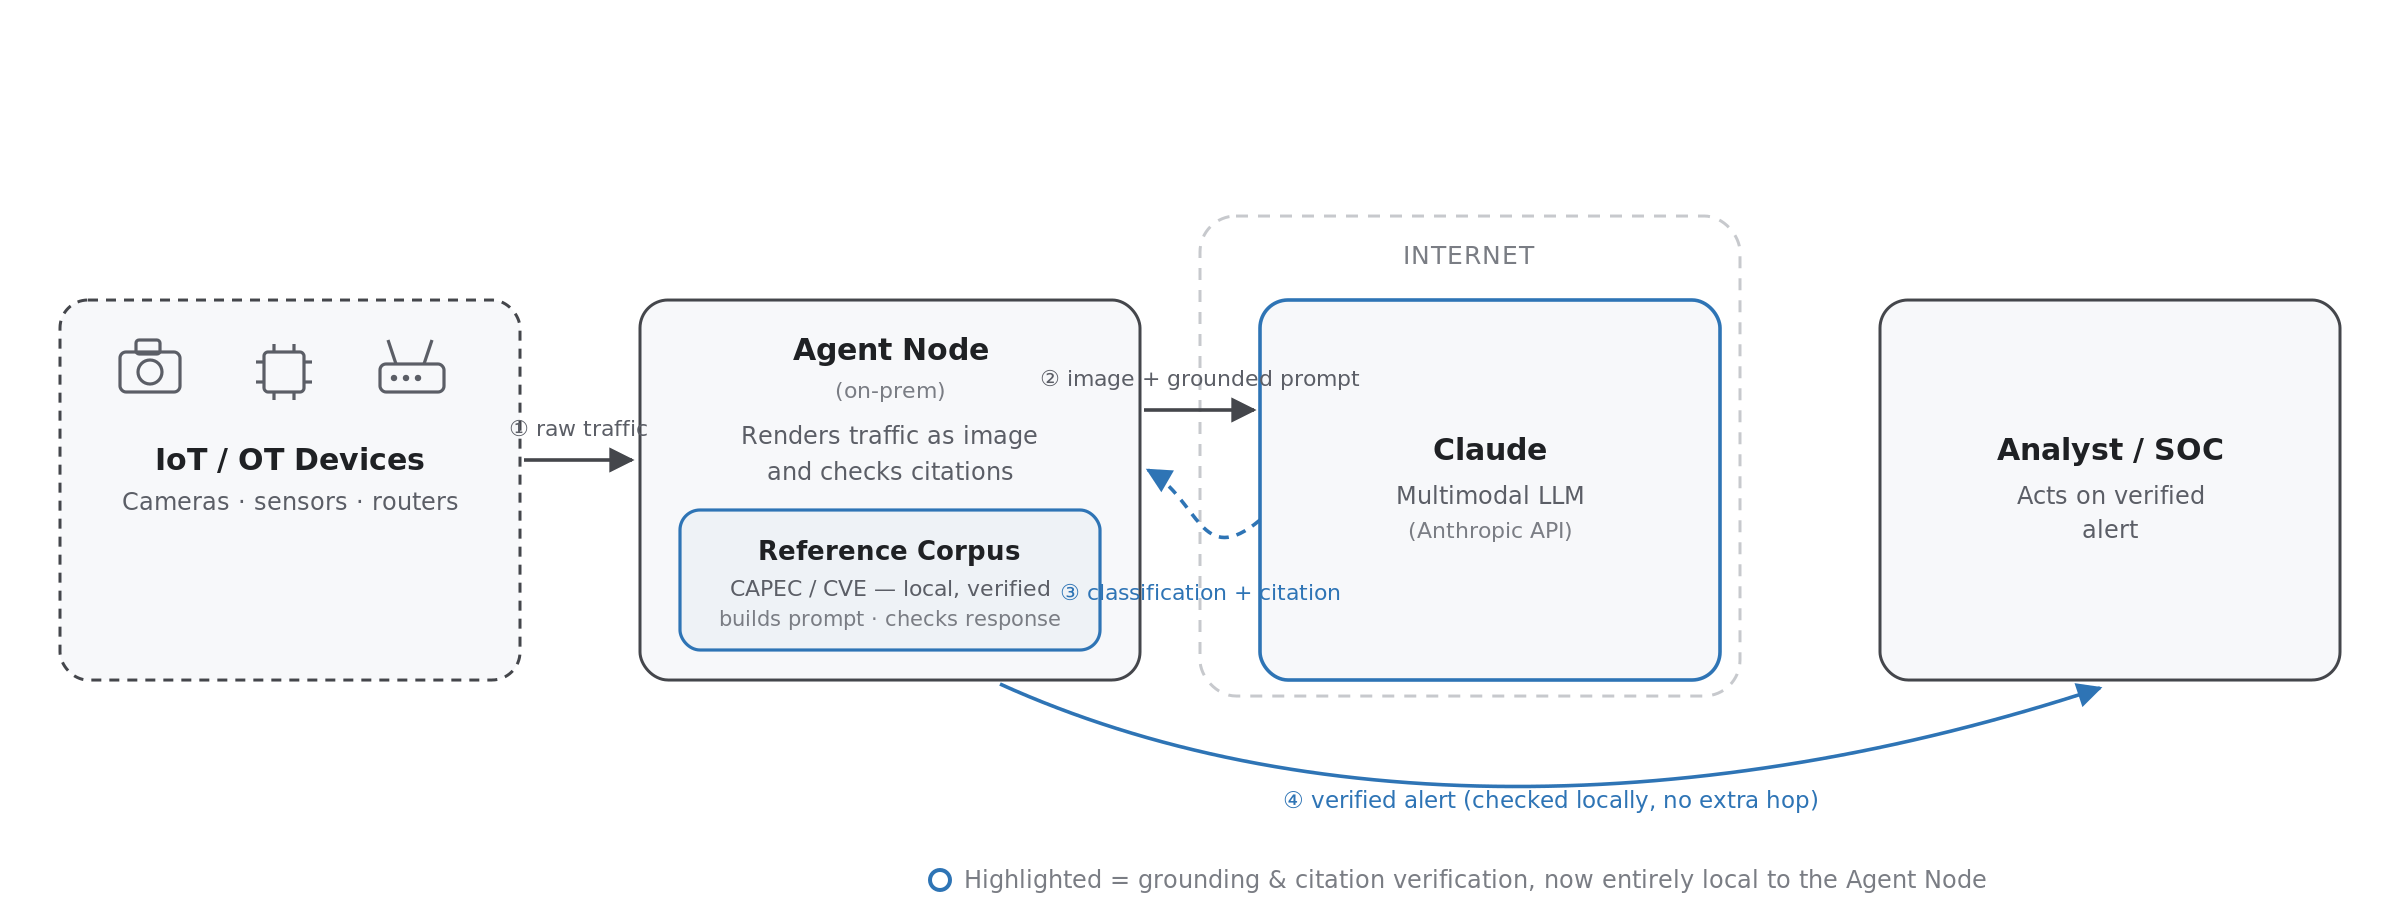 INTERNET
① raw traffic
IoT / OT Devices
Cameras · sensors · routers
Agent Node
(on-prem)
Renders traffic as image
and checks citations
Reference Corpus
CAPEC / CVE — local, verified
builds prompt · checks response
② image + grounded prompt
③ classification + citation
Claude
Multimodal LLM
(Anthropic API)
Analyst / SOC
Acts on verified
alert
④ verified alert (checked locally, no extra hop)
Highlighted = grounding & citation verification, now entirely local to the Agent Node